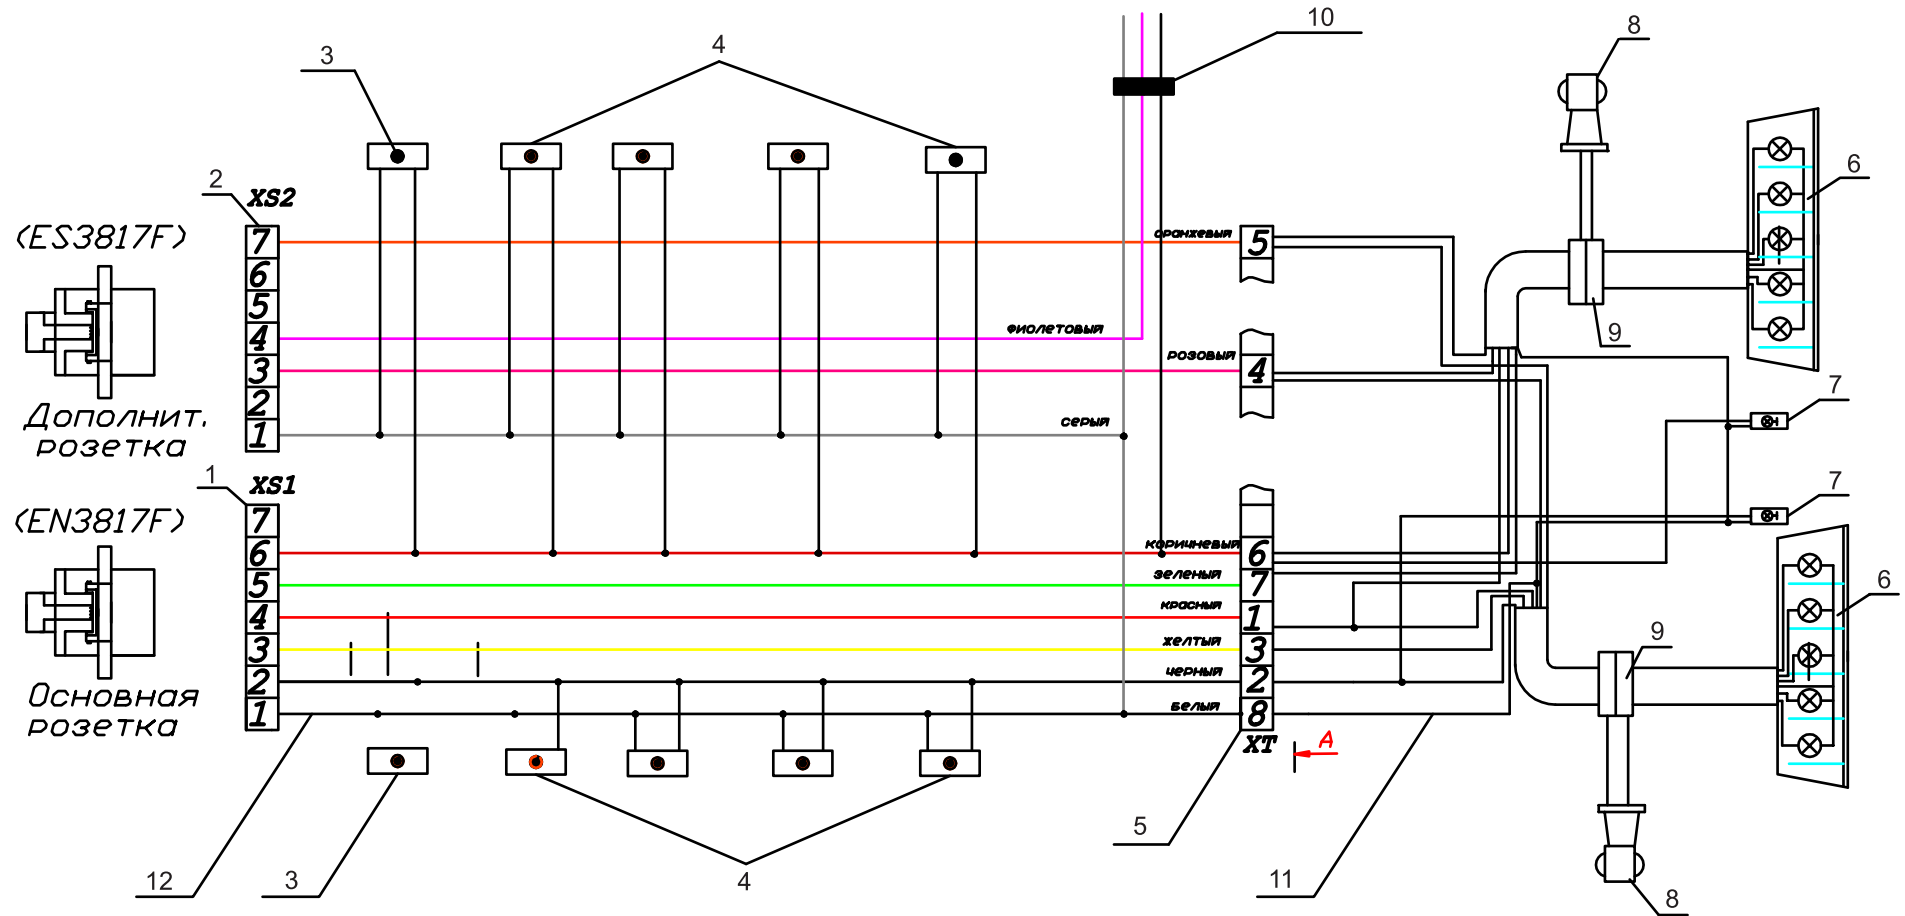 10
8
3
4
6
2
XS2
(ES3817F)
7
6
5
4
3
2
1
оранжевый
5
9
фиолетовый
розовый
4
7
Дополнит.
розетка
серый
1
XS1
7
(EN3817F)
7
6
5
4
3
2
1
коричневый
6
зеленый
7
красный
1
желтый
3
черный
2
белый
8
XT
А
6
9
Основная
розетка
5
12
3
4
11
8